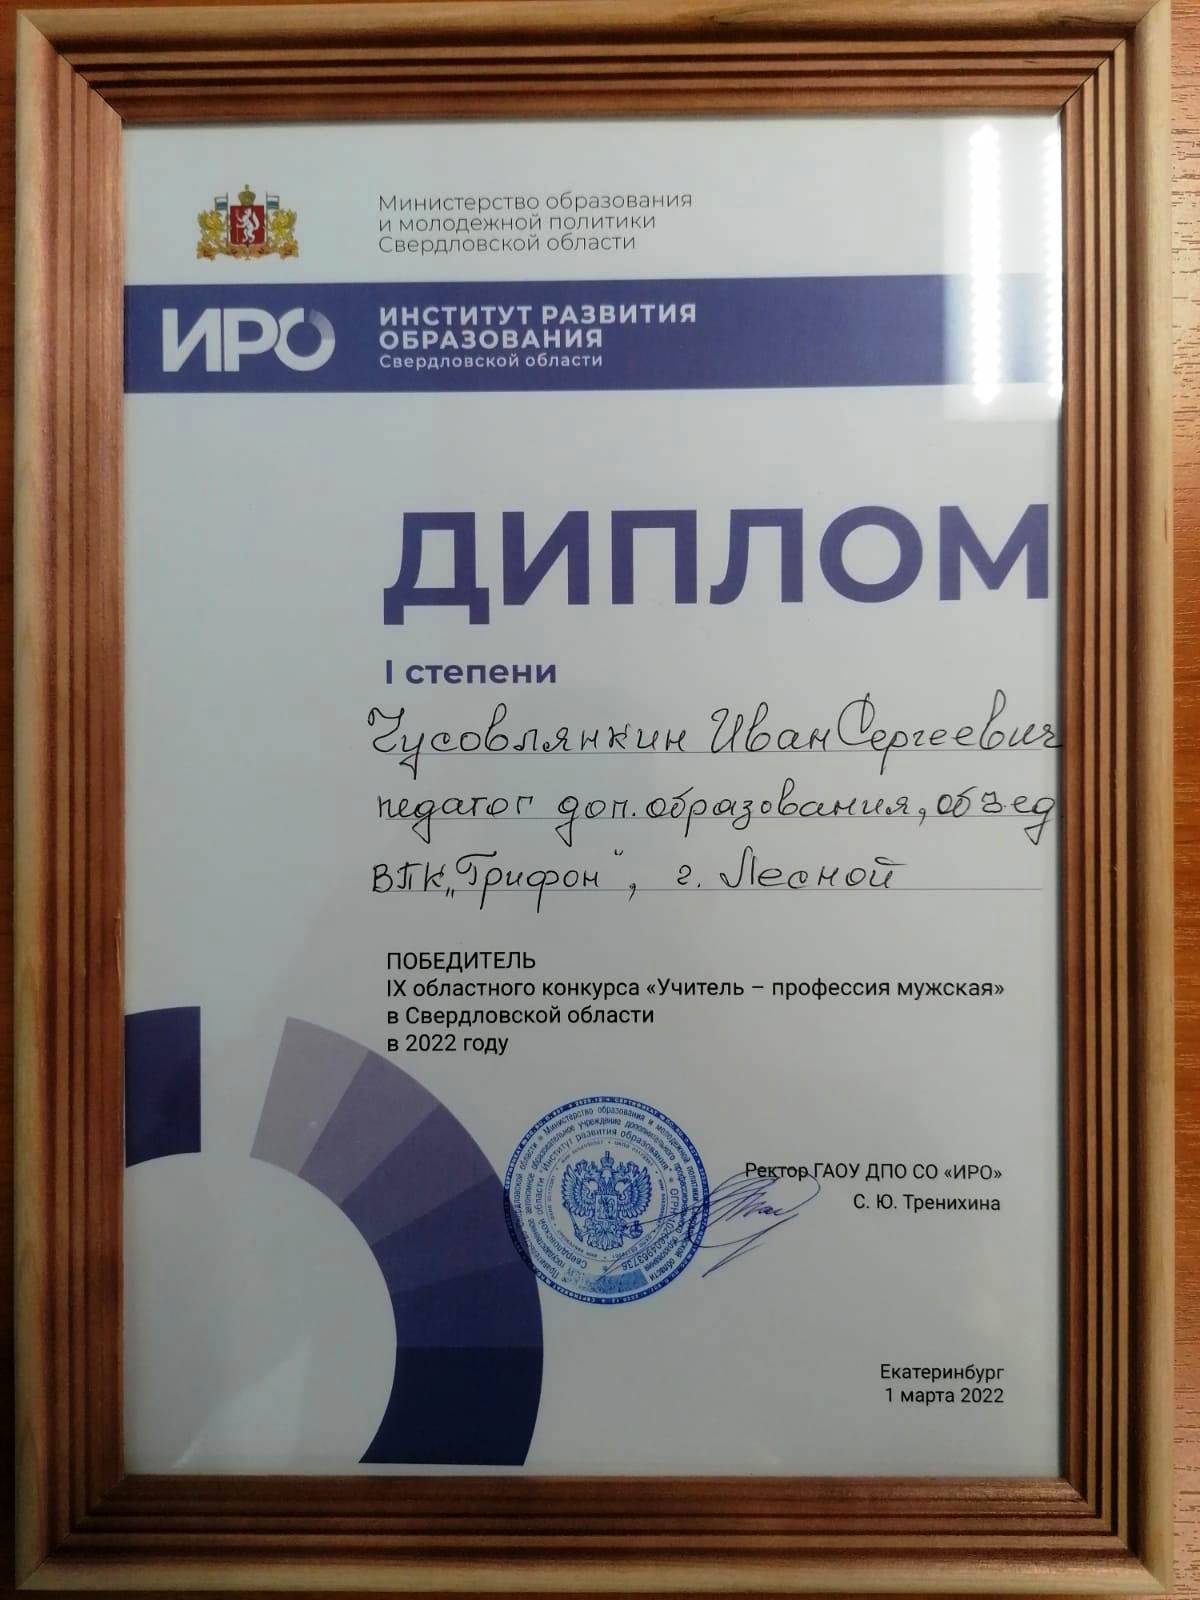 Министерство образования
и молодежной политики
Свердловской области
ИРО
ИНСТИТУТ РАЗВИТИЯ
ОБРАЗОВАНИЯ
Свердловской области
ДИПЛОМ
I степени
Чусовлянкин Иван Сергеевич
педагог доп. образования, объед.
ВПК „Грифон“, г. Лесной
ПОБЕДИТЕЛЬ
IX областного конкурса «Учитель – профессия мужская»
в Свердловской области
в 2022 году
Ректор ГАОУ ДПО СО «ИРО»
С. Ю. Тренихина
Екатеринбург
1 марта 2022